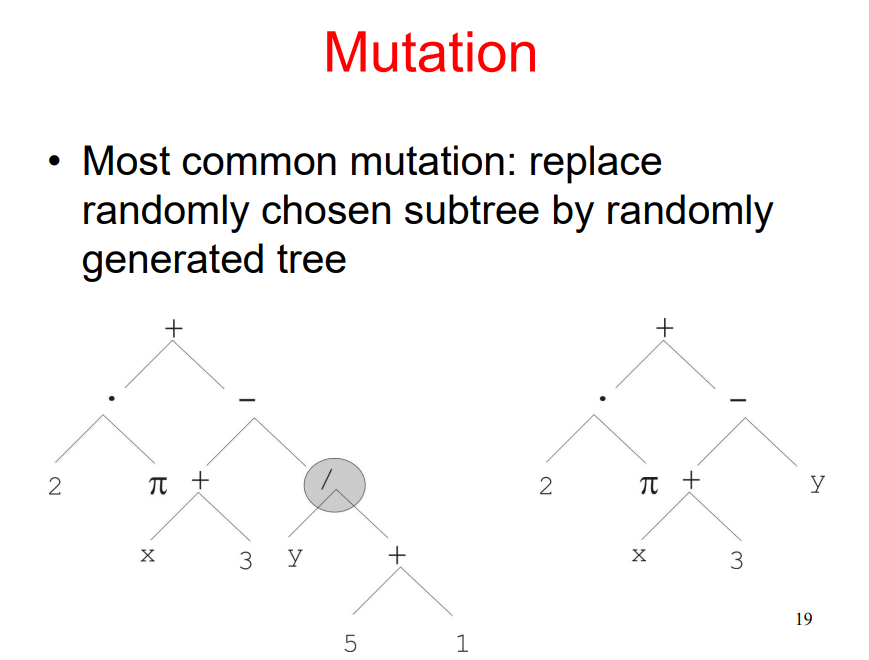 Mutation
• Most common mutation: replace
randomly chosen subtree by randomly
generated tree
+ +
· − · −
2 π + / 2 π + y
x 3 y + x 3
5 1
19